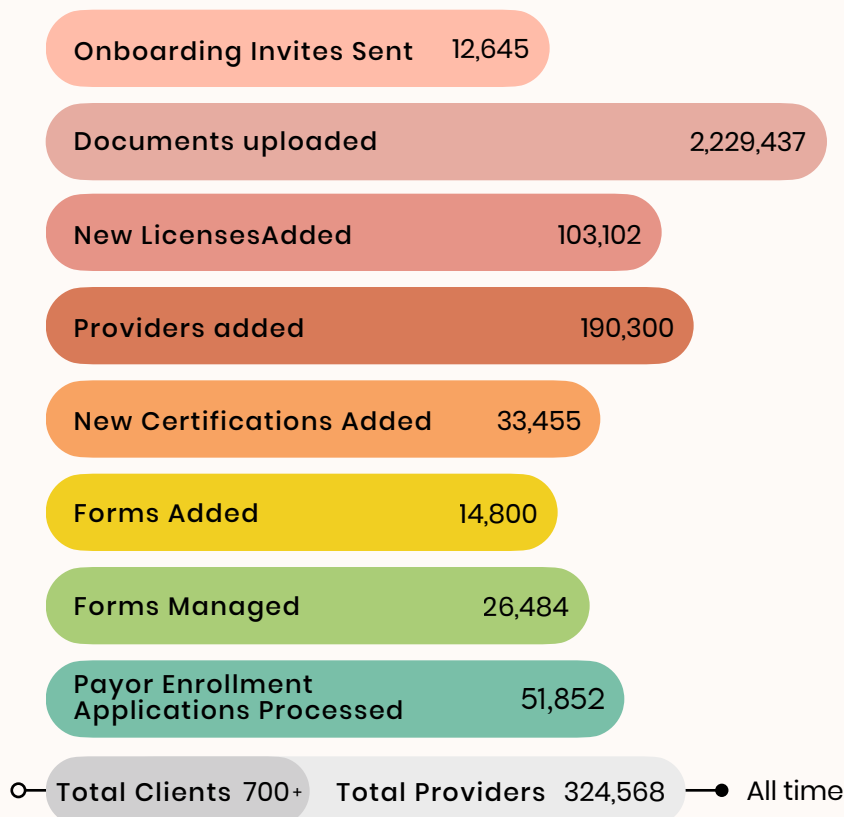 Onboarding Invites Sent 12,645
Documents uploaded 2,229,437
New LicensesAdded 103,102
Providers added 190,300
New Certifications Added 33,455
Forms Added 14,800
Forms Managed 26,484
Payor Enrollment
Applications Processed 51,852
Total Clients 700+ Total Providers 324,568 All time